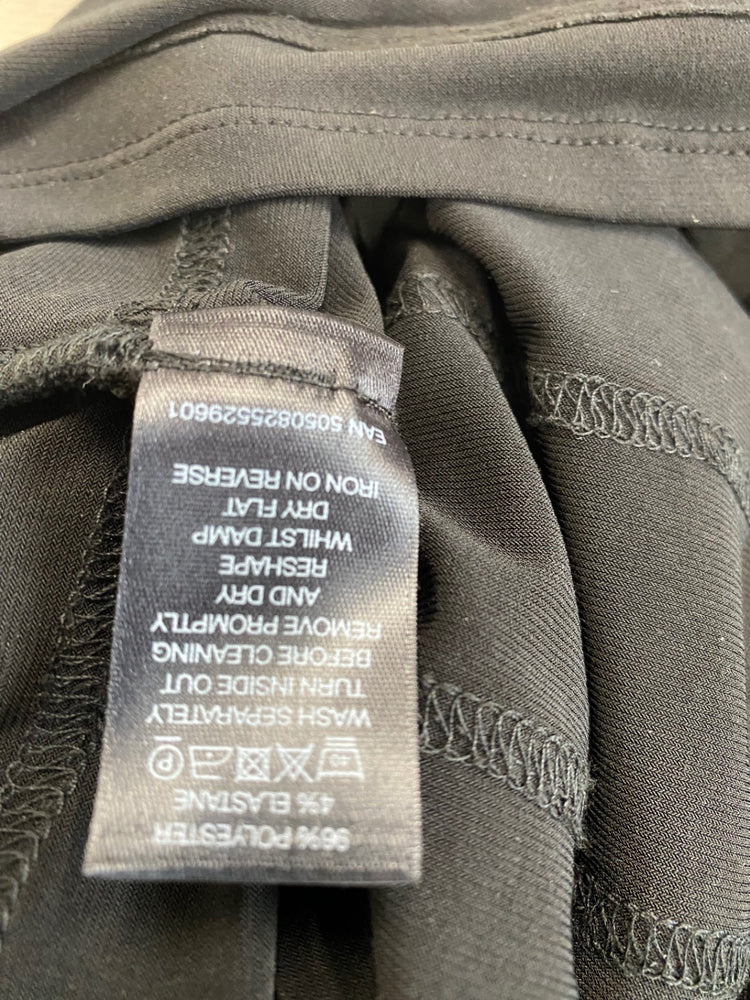 96% POLYESTER
4% ELASTANE
40 P
WASH SEPARATELY
TURN INSIDE OUT
BEFORE CLEANING
REMOVE PROMPTLY
AND DRY
RESHAPE
WHILST DAMP
DRY FLAT
IRON ON REVERSE
EAN 5050825529601